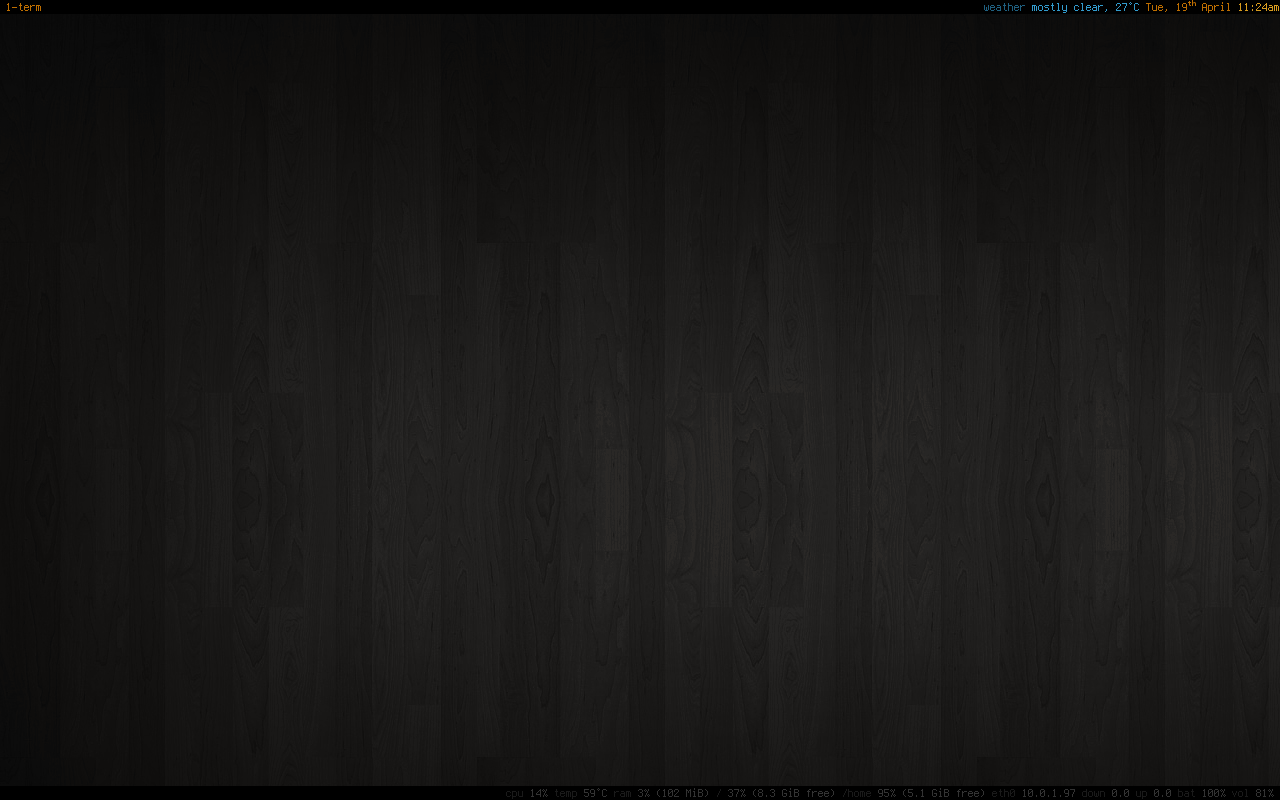 1-term
weather mostly clear, 27°C Tue, 19th April 11:24am
cpu 14% temp 59°C ram 3% (102 MiB) / 37% (8.3 GiB free) /home 95% (5.1 GiB free) eth0 10.0.1.97 down 0.0 up 0.0 bat 100% vol 81%